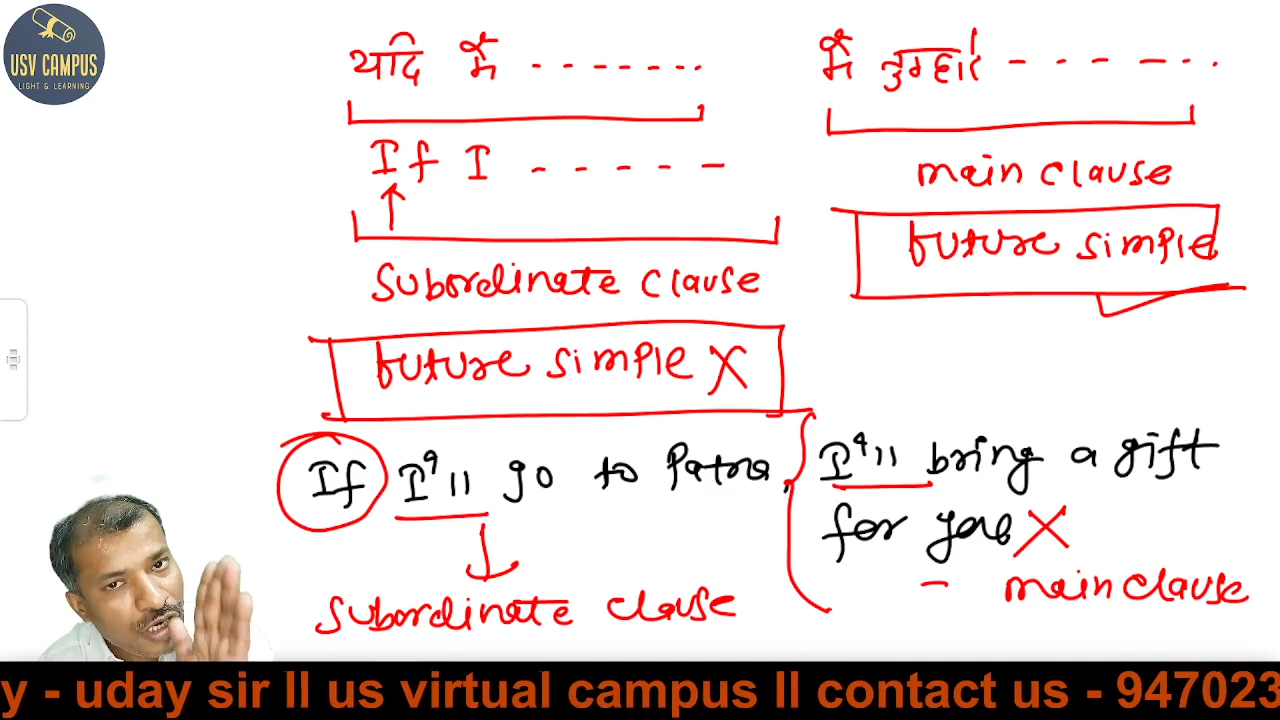 USV CAMPUS
LIGHT & LEARNING
यदि मैं - - - - - - -
मैं तुम्हारे - - - - - . .
If I - - - - - -
main clause
future simple
subordinate clause
future simple X
If I'll go to Patna, I'll bring a gift
for you X
- main clause
subordinate clause
y - uday sir ll us virtual campus ll contact us - 947023